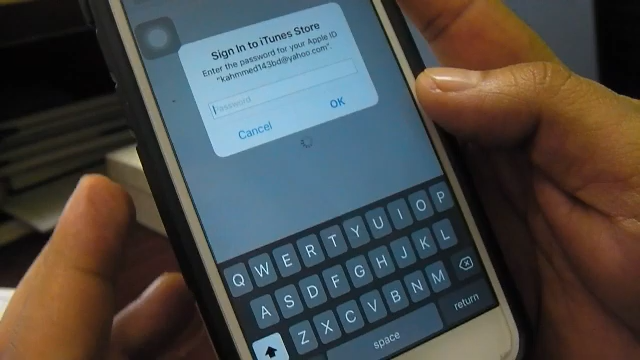 Sign In to iTunes Store
Enter the password for your Apple ID
"kahmmed143bd@yahoo.com".
Password
Cancel OK
Q W E R T Y U I O P
A S D F G H J K L
Z X C V B N M
space return